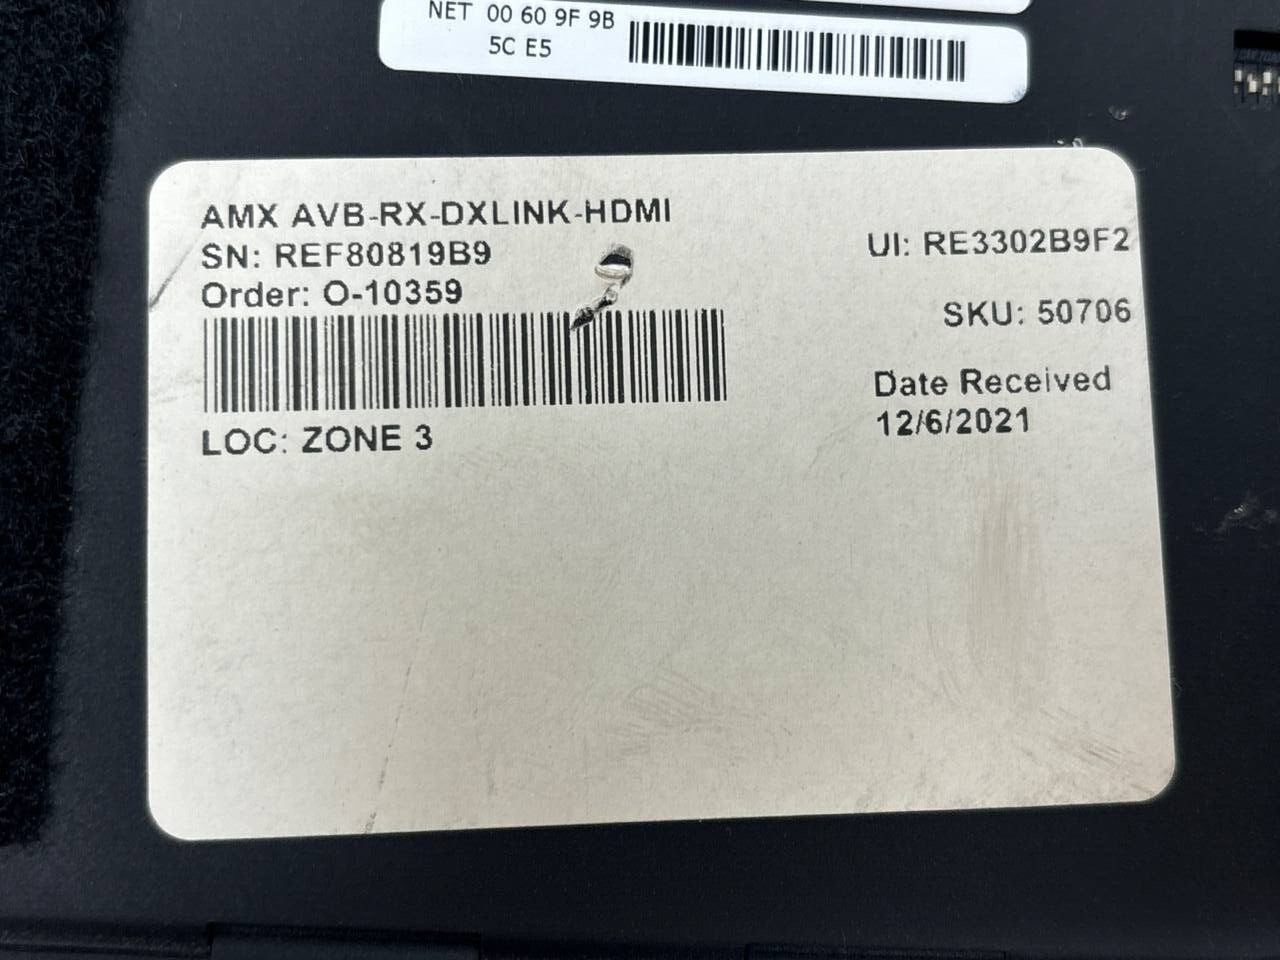 NET 00 60 9F 9B
5C E5
AMX AVB-RX-DXLINK-HDMI
SN: REF80819B9
Order: O-10359
LOC: ZONE 3
UI: RE3302B9F2
SKU: 50706
Date Received
12/6/2021